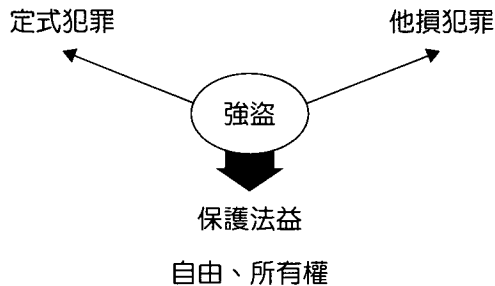 定式犯罪
他損犯罪
強盜
保護法益
自由、所有權